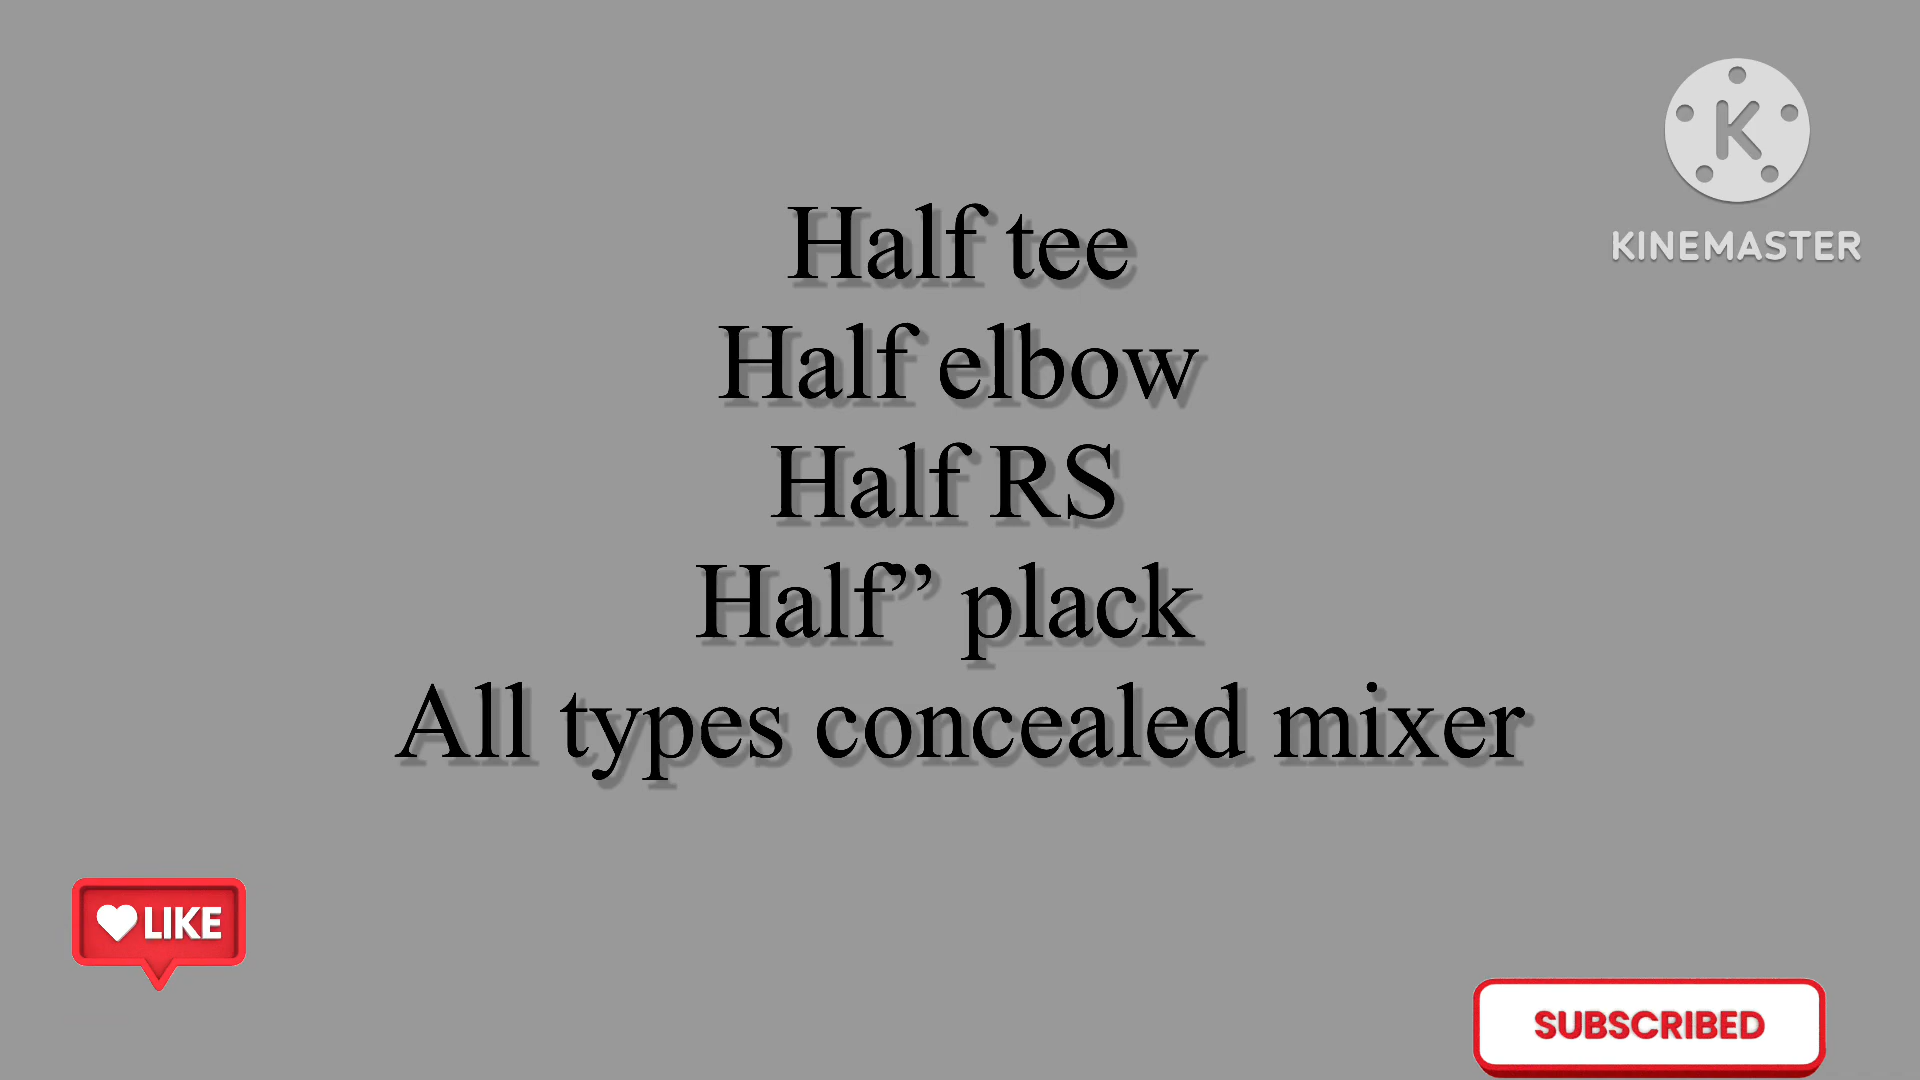 K
KINEMASTER
Half tee
Half elbow
Half RS
Half” plack
All types concealed mixer
LIKE
SUBSCRIBED